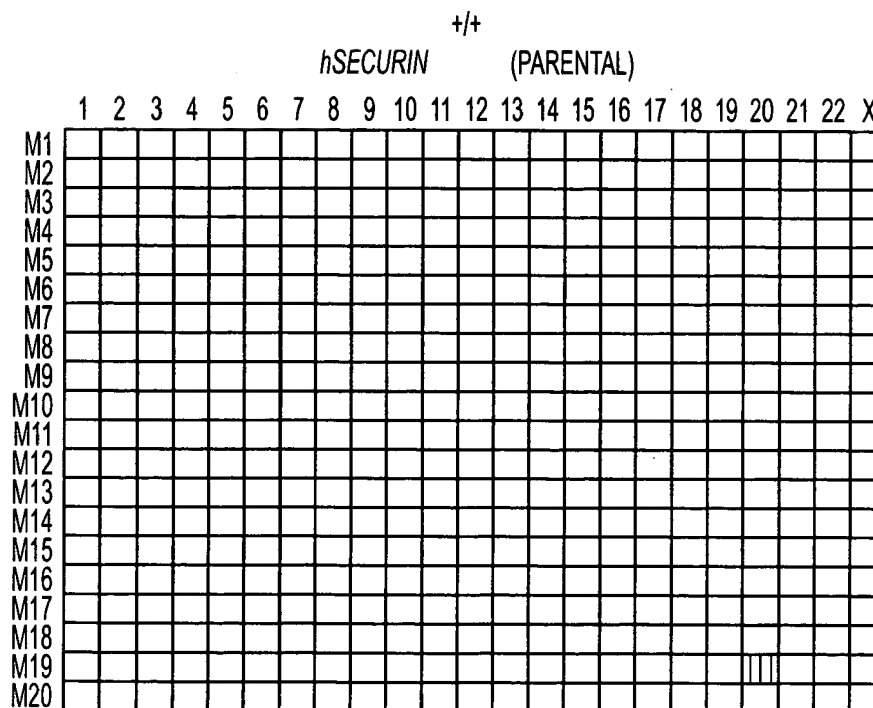 +/+
hSECURIN (PARENTAL)
1 2 3 4 5 6 7 8 9 10 11 12 13 14 15 16 17 18 19 20 21 22 X
M1
M2
M3
M4
M5
M6
M7
M8
M9
M10
M11
M12
M13
M14
M15
M16
M17
M18
M19
M20